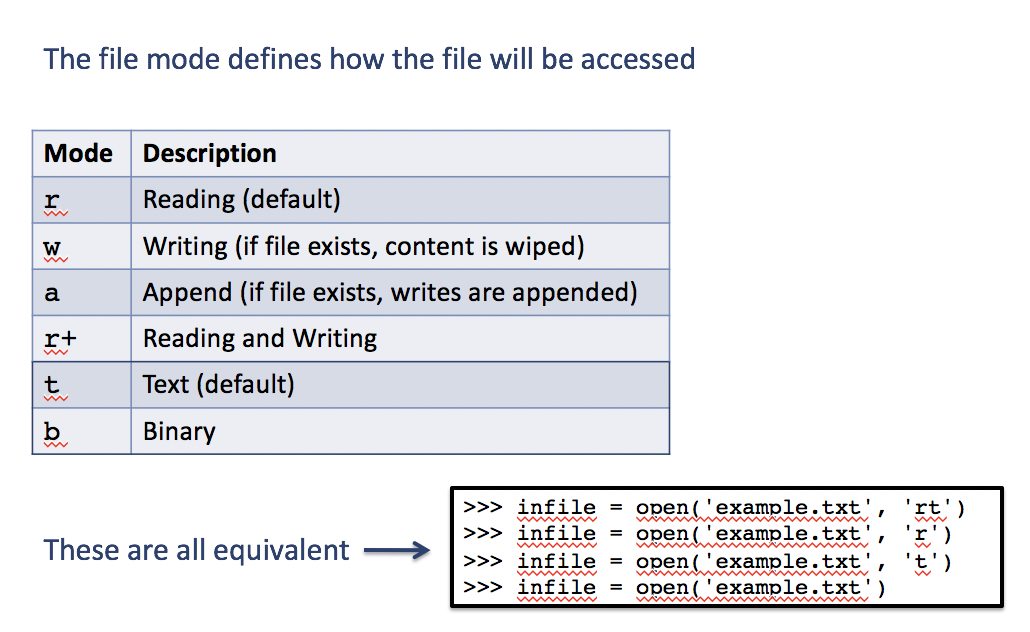 The file mode defines how the file will be accessed
Mode Description
r Reading (default)
w Writing (if file exists, content is wiped)
a Append (if file exists, writes are appended)
r+ Reading and Writing
t Text (default)
b Binary
These are all equivalent
>>> infile = open('example.txt', 'rt')
>>> infile = open('example.txt', 'r')
>>> infile = open('example.txt', 't')
>>> infile = open('example.txt')